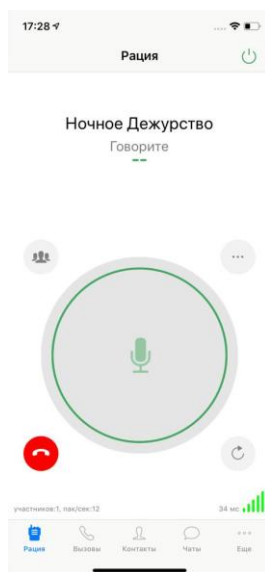 17:28
Рация
Ночное Дежурство
Говорите
участников:1, пак/сек:12
34 мс
Рация Вызовы Контакты Чаты Еще